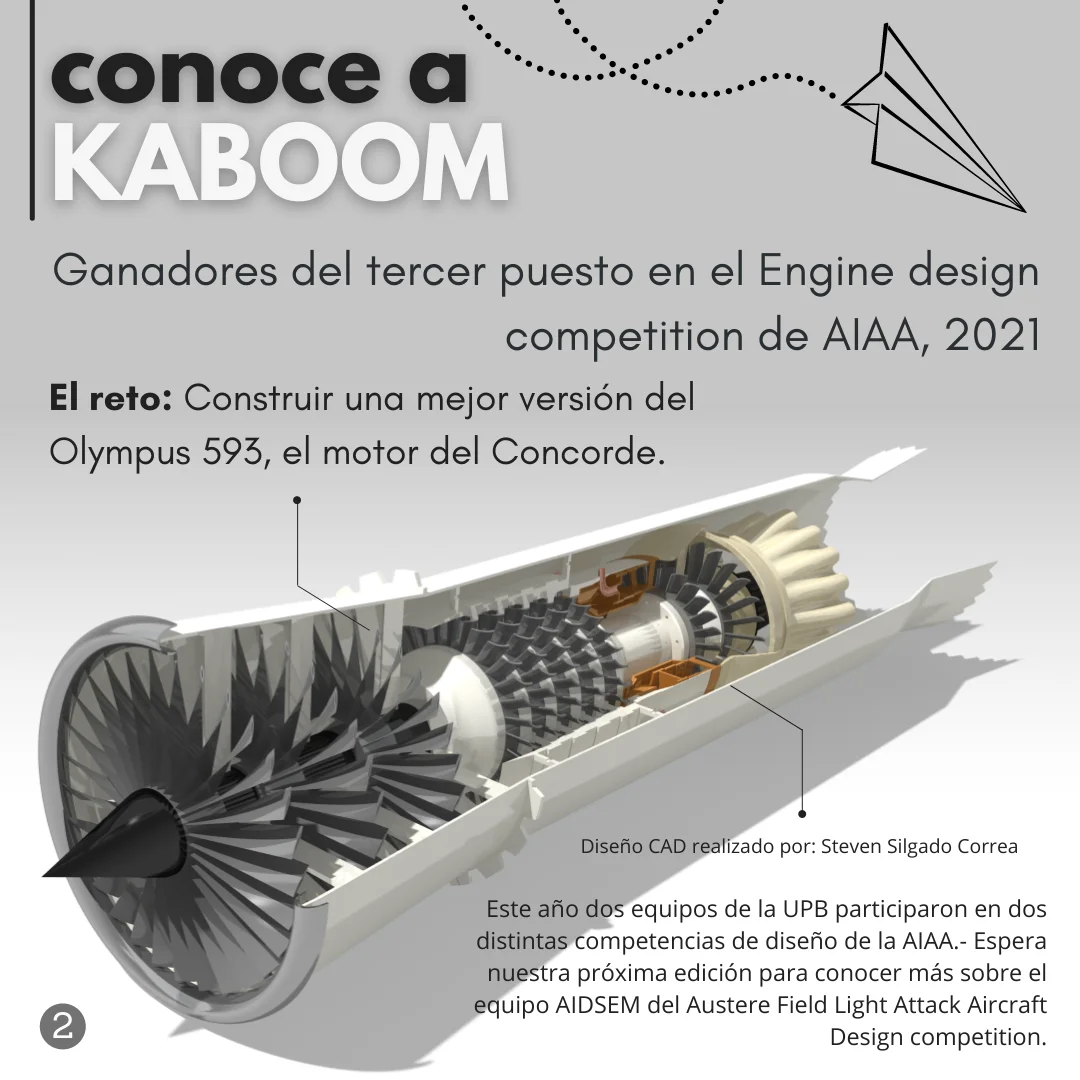 conoce a
KABOOM
Ganadores del tercer puesto en el Engine design
competition de AIAA, 2021
El reto: Construir una mejor versión del
Olympus 593, el motor del Concorde.
Diseño CAD realizado por: Steven Silgado Correa
Este año dos equipos de la UPB participaron en dos
distintas competencias de diseño de la AIAA.- Espera
nuestra próxima edición para conocer más sobre el
equipo AIDSEM del Austere Field Light Attack Aircraft
Design competition.
2